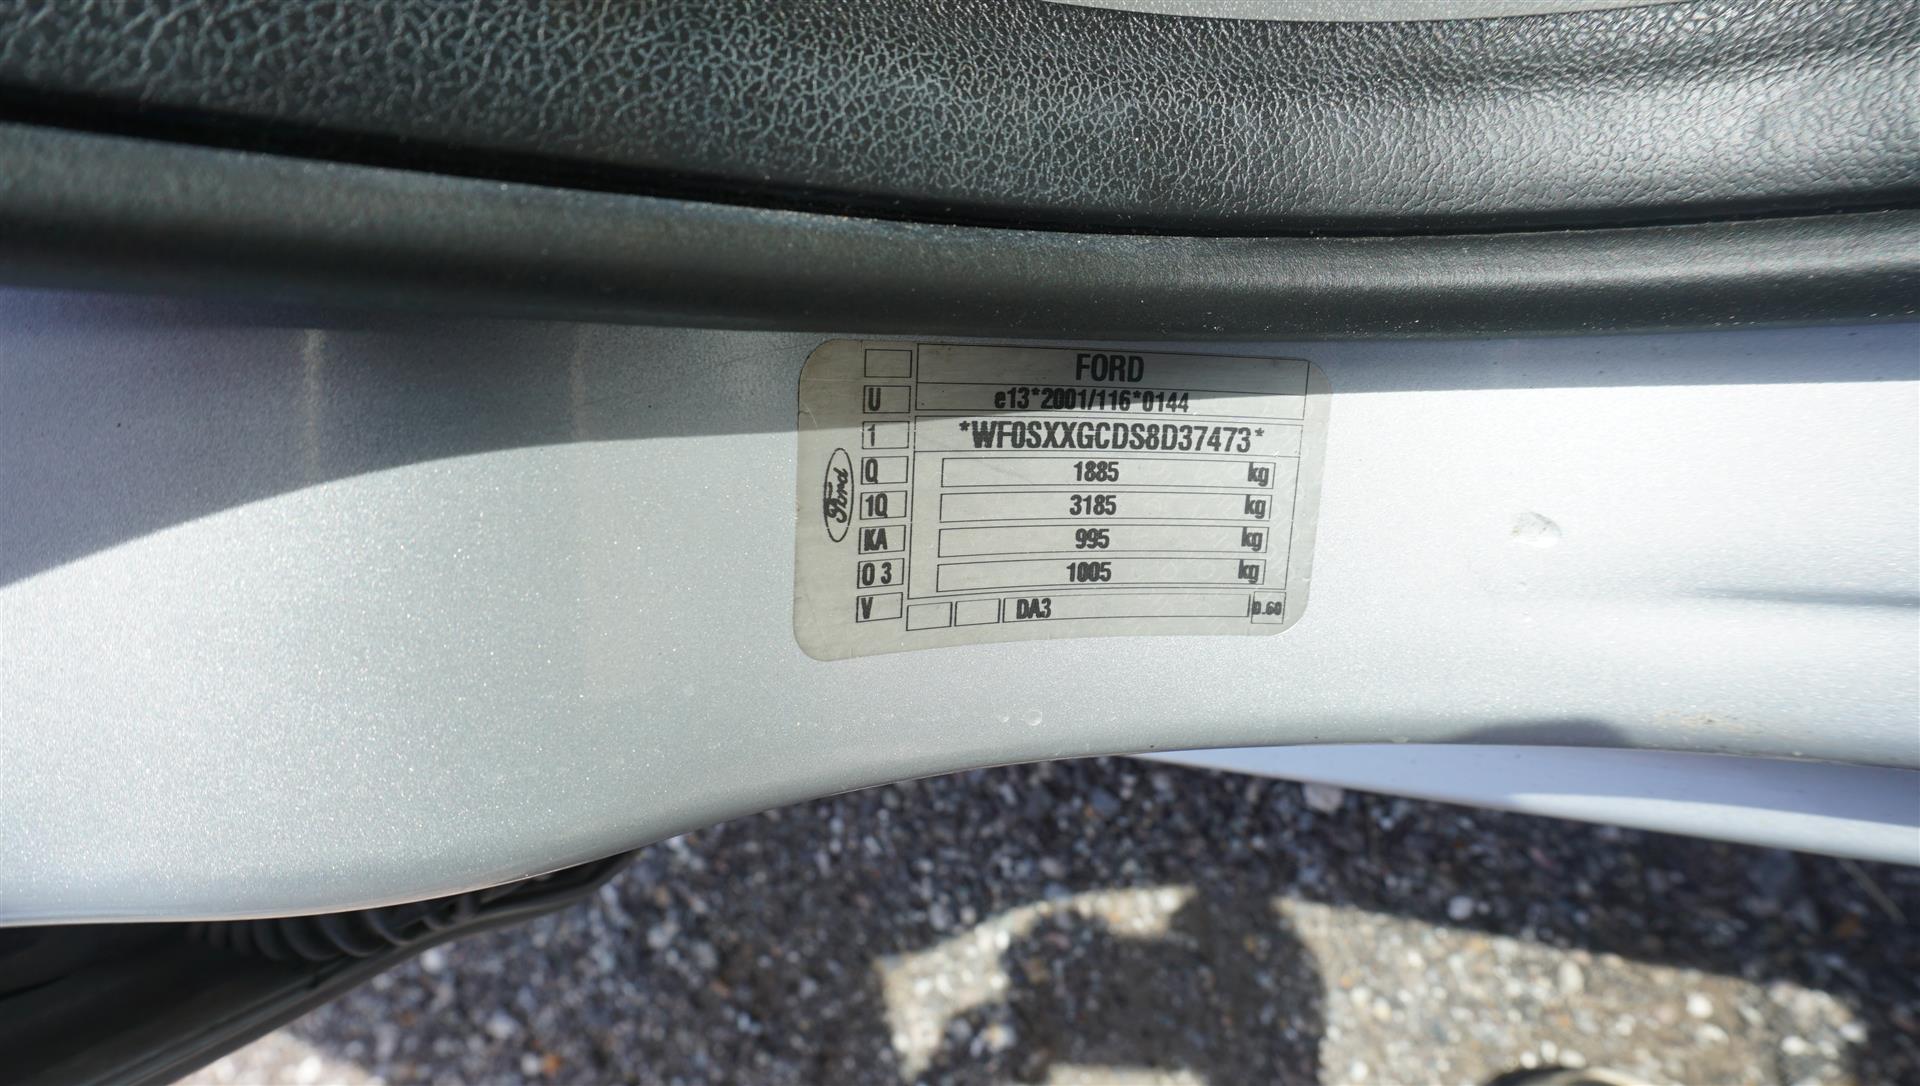 FORD
U e13*2001/116*0144
1 *WF0SXXGCDS8D37473*
Q 1885 kg
1Q 3185 kg
KA 995 kg
0 3 1005 kg
V DA3 D.60
Ford